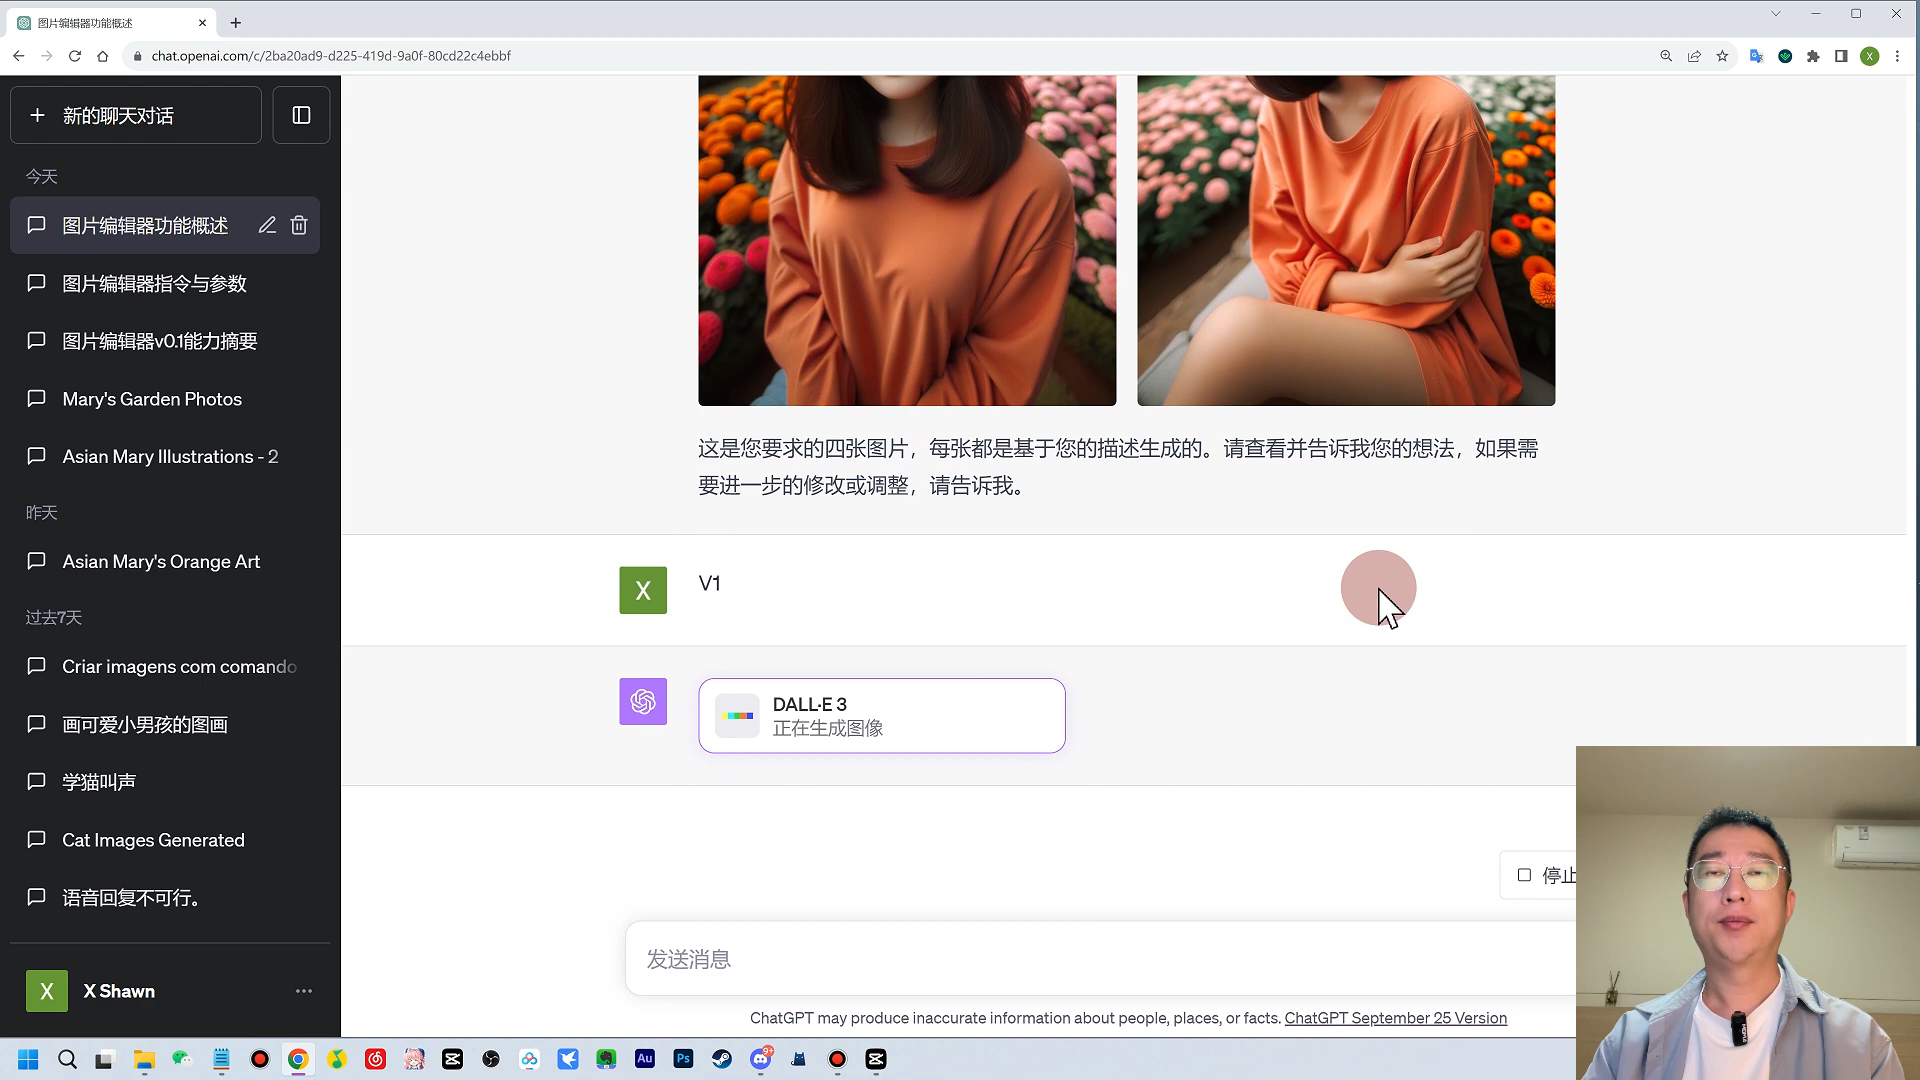 图片编辑器功能概述
chat.openai.com/c/2ba20ad9-d225-419d-9a0f-80cd22c4ebbf
X
新的聊天对话
今天
图片编辑器功能概述
图片编辑器指令与参数
图片编辑器v0.1能力摘要
Mary's Garden Photos
Asian Mary Illustrations - 2
昨天
Asian Mary's Orange Art
过去7天
Criar imagens com comando
画可爱小男孩的图画
学猫叫声
Cat Images Generated
语音回复不可行。
X
X Shawn
这是您要求的四张图片，每张都是基于您的描述生成的。请查看并告诉我您的想法，如果需
要进一步的修改或调整，请告诉我。
X
V1
DALL·E 3
正在生成图像
停止
发送消息
ChatGPT may produce inaccurate information about people, places, or facts. ChatGPT September 25 Version
Au
Ps
9+